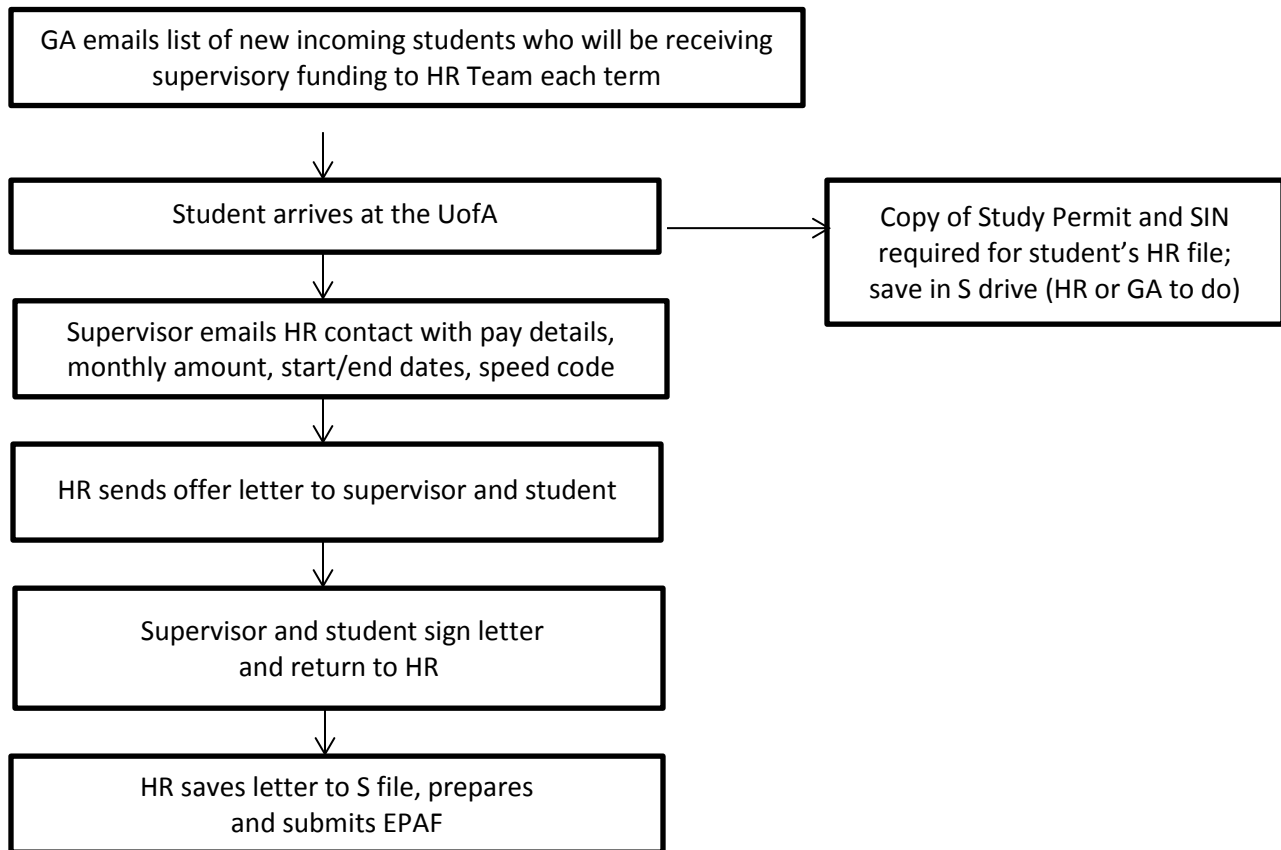 GA emails list of new incoming students who will be receiving
supervisory funding to HR Team each term
Student arrives at the UofA
Copy of Study Permit and SIN
required for student’s HR file;
save in S drive (HR or GA to do)
Supervisor emails HR contact with pay details,
monthly amount, start/end dates, speed code
HR sends offer letter to supervisor and student
Supervisor and student sign letter
and return to HR
HR saves letter to S file, prepares
and submits EPAF